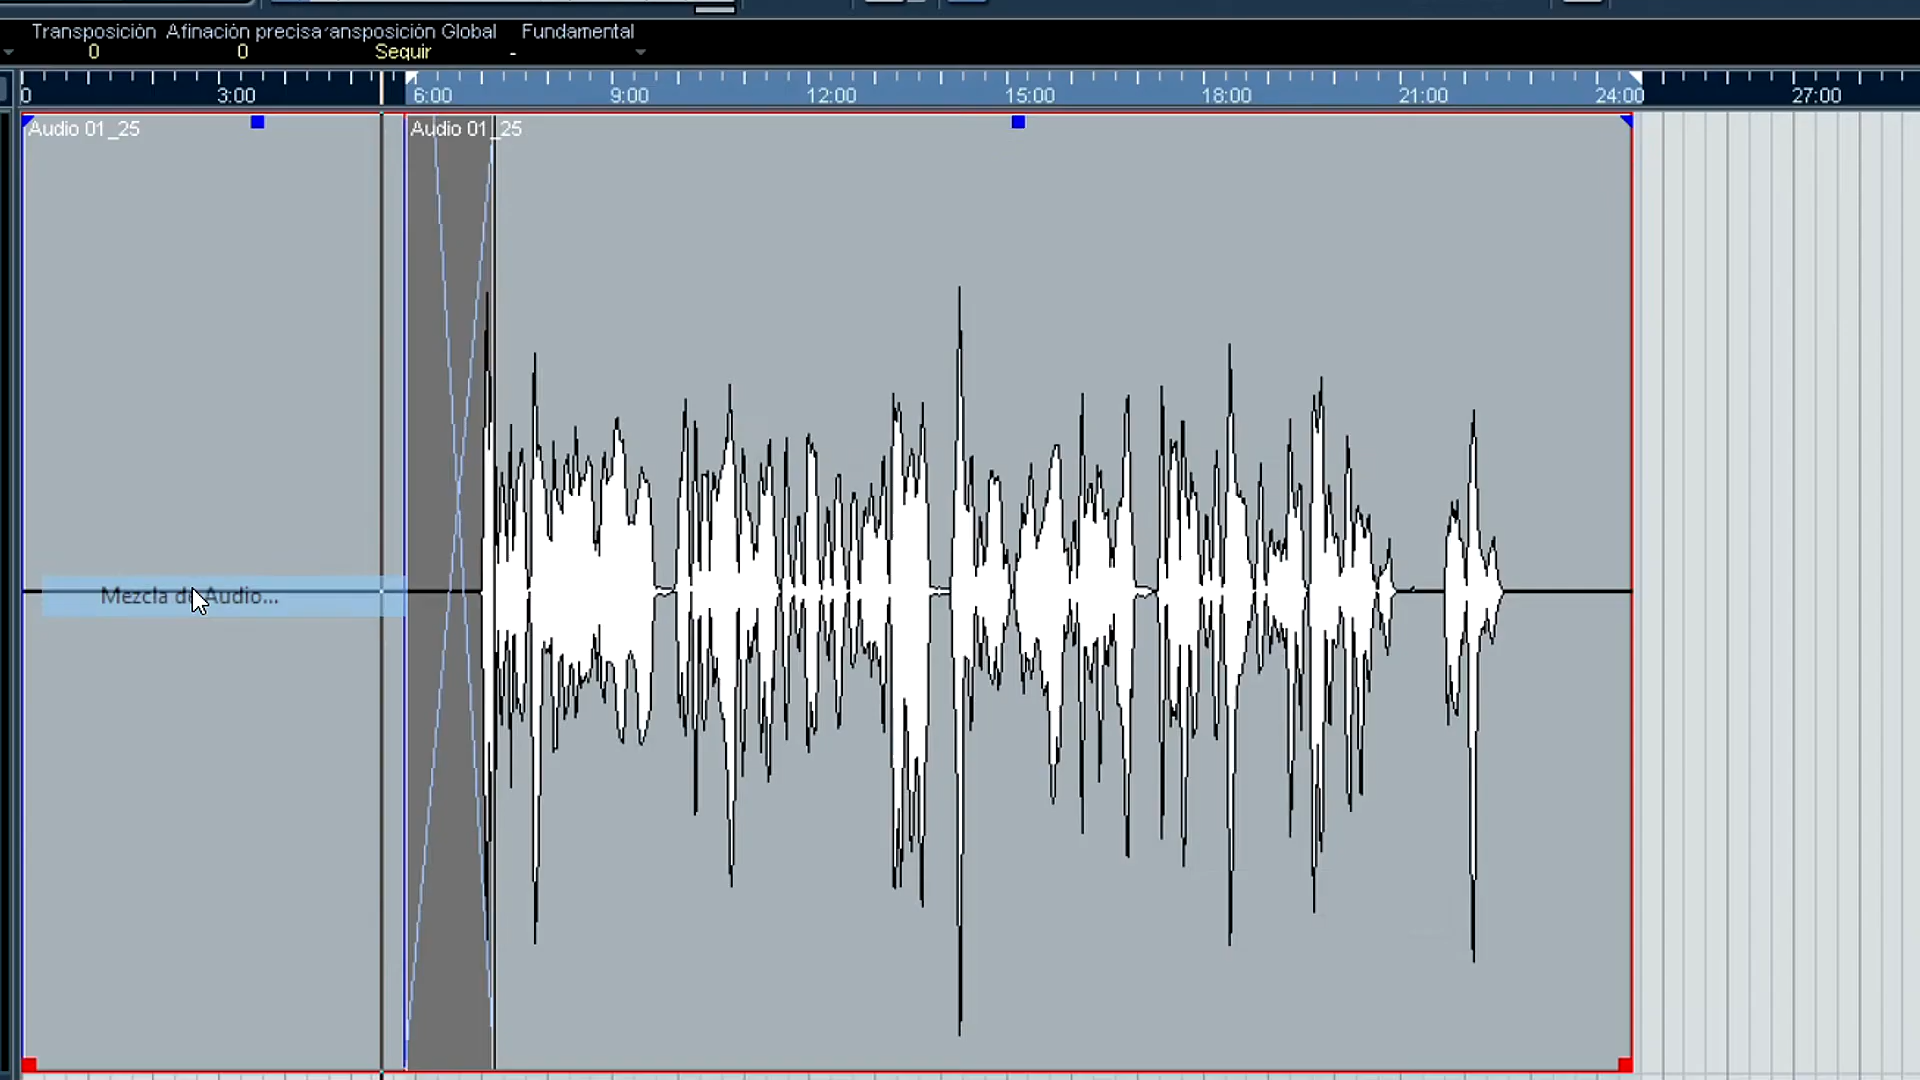 Transposición Afinación precisa ansposición Global Fundamental
0 0 Seguir -
0 3:00 6:00 9:00 12:00 15:00 18:00 21:00 24:00 27:00
Audio 01_25 Audio 01_25
Mezcla de Audio...